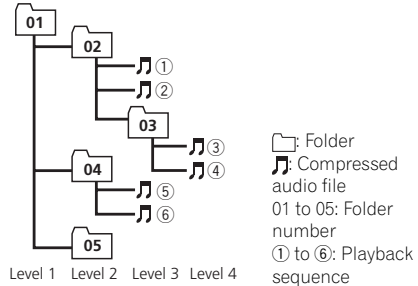 01
02
①
②
03
③
④
04
⑤
⑥
05
Level 1 Level 2 Level 3 Level 4
: Folder
: Compressed
audio file
01 to 05: Folder
number
① to ⑥: Playback
sequence